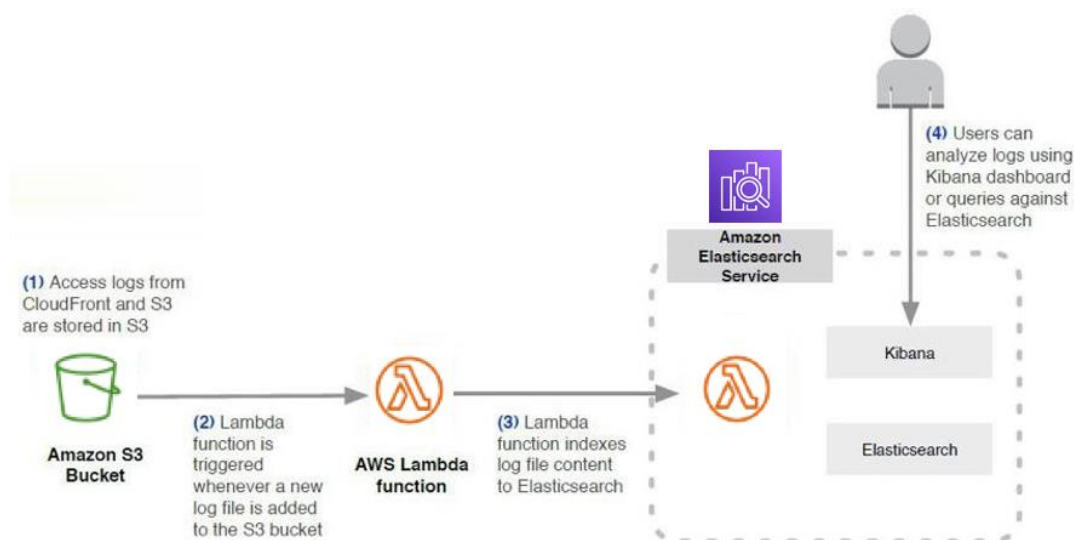 (1) Access logs from
CloudFront and S3
are stored in S3
Amazon S3
Bucket
(2) Lambda
function is
triggered
whenever a new
log file is added
to the S3 bucket
AWS Lambda
function
(3) Lambda
function indexes
log file content
to Elasticsearch
Amazon
Elasticsearch
Service
Kibana
Elasticsearch
(4) Users can
analyze logs using
Kibana dashboard
or queries against
Elasticsearch